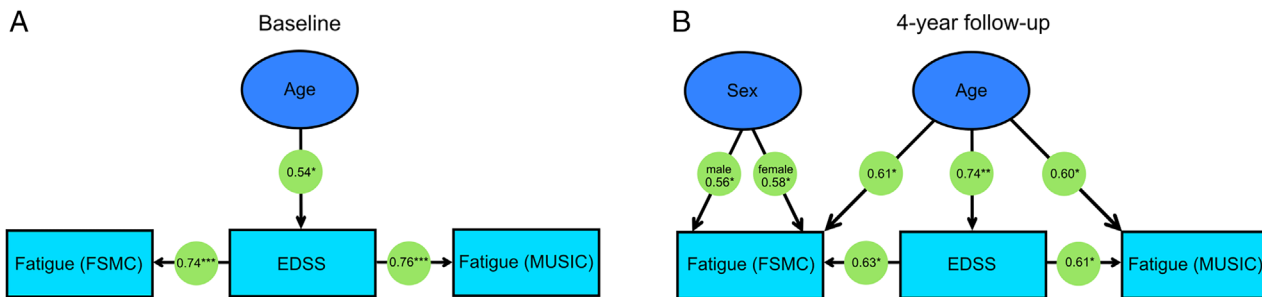 A
Baseline
Age
0.54*
Fatigue (FSMC)
0.74***
EDSS
0.76***
Fatigue (MUSIC)
B
4-year follow-up
Sex
Age
male
0.56*
female
0.58*
0.61*
0.74**
0.60*
Fatigue (FSMC)
0.63*
EDSS
0.61*
Fatigue (MUSIC)